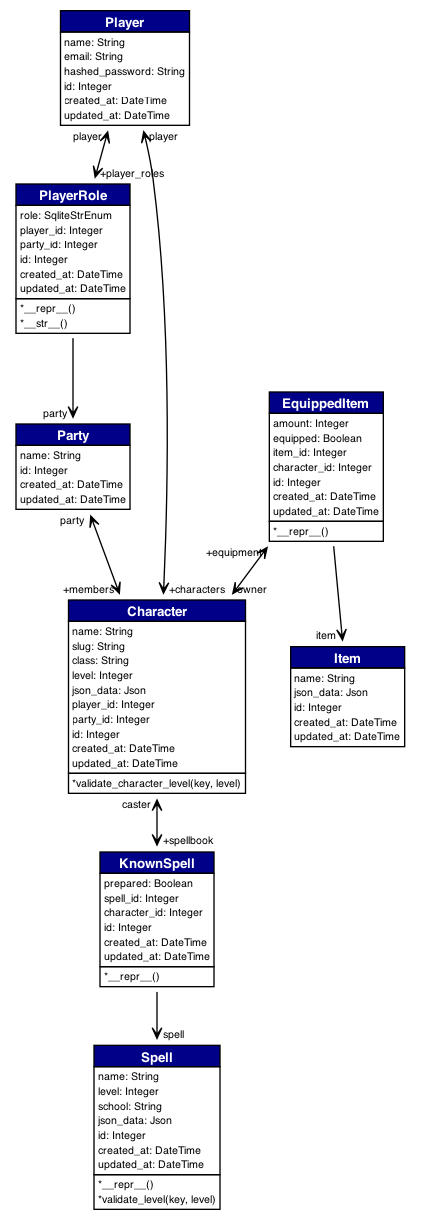 Player
name: String
email: String
hashed_password: String
id: Integer
created_at: DateTime
updated_at: DateTime
player
player
+player_roles
PlayerRole
role: SqliteStrEnum
player_id: Integer
party_id: Integer
id: Integer
created_at: DateTime
updated_at: DateTime
*__repr__()
*__str__()
party
Party
name: String
id: Integer
created_at: DateTime
updated_at: DateTime
party
EquippedItem
amount: Integer
equipped: Boolean
item_id: Integer
character_id: Integer
id: Integer
created_at: DateTime
updated_at: DateTime
*__repr__()
+equipment
+members
+characters
owner
item
Character
name: String
slug: String
class: String
level: Integer
json_data: Json
player_id: Integer
party_id: Integer
id: Integer
created_at: DateTime
updated_at: DateTime
*validate_character_level(key, level)
Item
name: String
json_data: Json
id: Integer
created_at: DateTime
updated_at: DateTime
caster
+spellbook
KnownSpell
prepared: Boolean
spell_id: Integer
character_id: Integer
id: Integer
created_at: DateTime
updated_at: DateTime
*__repr__()
spell
Spell
name: String
level: Integer
school: String
json_data: Json
id: Integer
created_at: DateTime
updated_at: DateTime
*__repr__()
*validate_level(key, level)